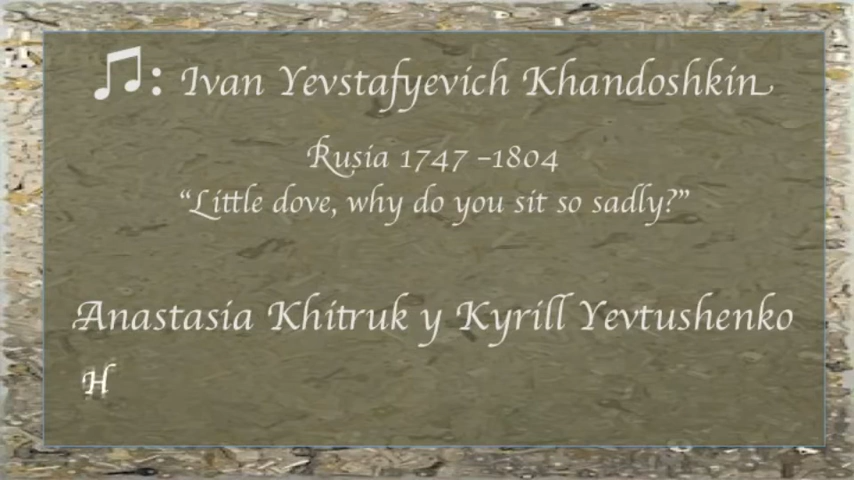 ♫: Ivan Yevstafyevich Khandoshkin
Rusia 1747 –1804
“Little dove, why do you sit so sadly?”
Anastasia Khitruk y Kyrill Yevtushenko
H